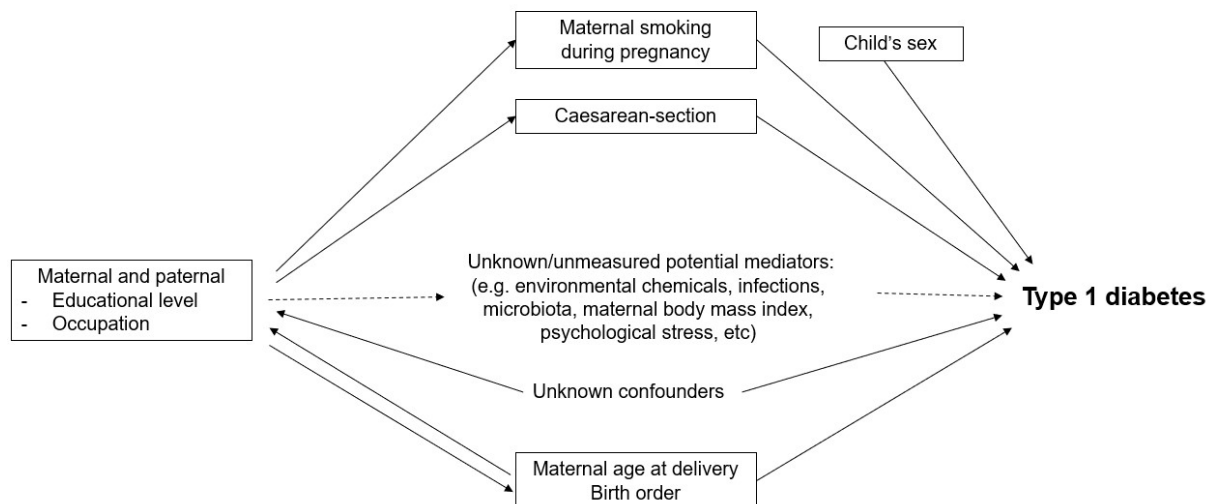 Maternal smoking
during pregnancy
Child's sex
Caesarean-section
Maternal and paternal
- Educational level
- Occupation
Unknown/unmeasured potential mediators:
(e.g. environmental chemicals, infections,
microbiota, maternal body mass index,
psychological stress, etc)
Type 1 diabetes
Unknown confounders
Maternal age at delivery
Birth order